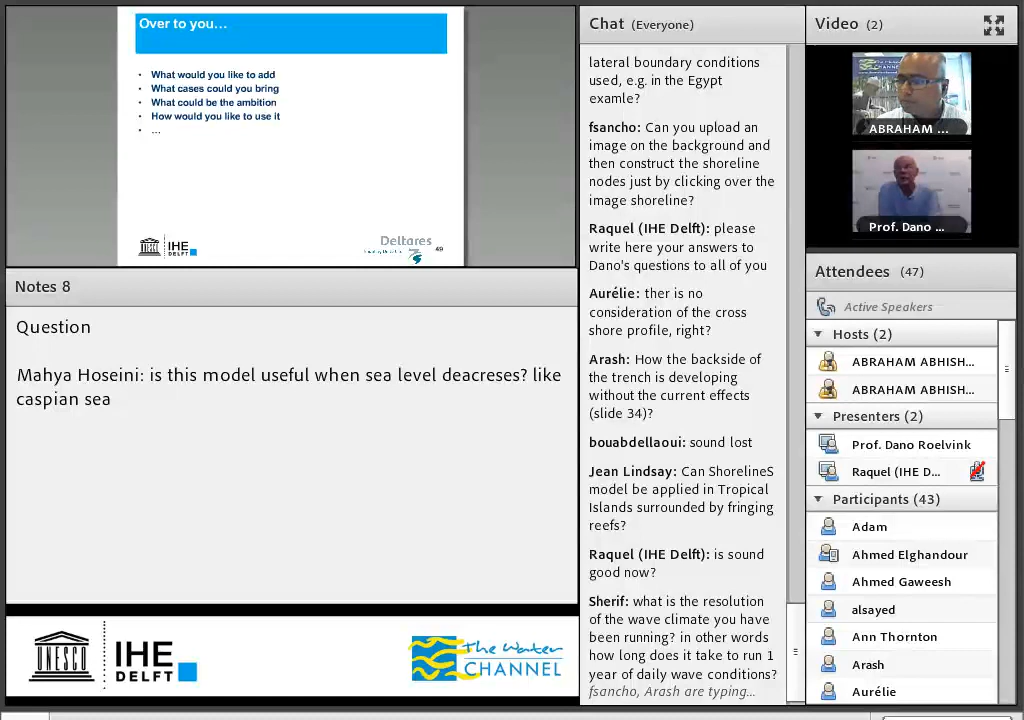 Over to you...
• What would you like to add
• What cases could you bring
• What could be the ambition
• How would you like to use it
• ...
UNESCO
IHE
DELFT
Deltares
49
Notes 8
Question
Mahya Hoseini: is this model useful when sea level deacreses? like
caspian sea
UNESCO
IHE
DELFT
The Water
CHANNEL
Chat (Everyone)
lateral boundary conditions
used, e.g. in the Egypt
examle?
fsancho: Can you upload an
image on the background and
then construct the shoreline
nodes just by clicking over the
image shoreline?
Raquel (IHE Delft): please
write here your answers to
Dano's questions to all of you
Aurélie: ther is no
consideration of the cross
shore profile, right?
Arash: How the backside of
the trench is developing
without the current effects
(slide 34)?
bouabdellaoui: sound lost
Jean Lindsay: Can ShorelineS
model be applied in Tropical
Islands surrounded by fringing
reefs?
Raquel (IHE Delft): is sound
good now?
Sherif: what is the resolution
of the wave climate you have
been running? in other words
how long does it take to run 1
year of daily wave conditions?
fsancho, Arash are typing...
Video (2)
ABRAHAM ...
Prof. Dano ...
Attendees (47)
Active Speakers
Hosts (2)
ABRAHAM ABHISH...
ABRAHAM ABHISH...
Presenters (2)
Prof. Dano Roelvink
Raquel (IHE D...
Participants (43)
Adam
Ahmed Elghandour
Ahmed Gaweesh
alsayed
Ann Thornton
Arash
Aurélie